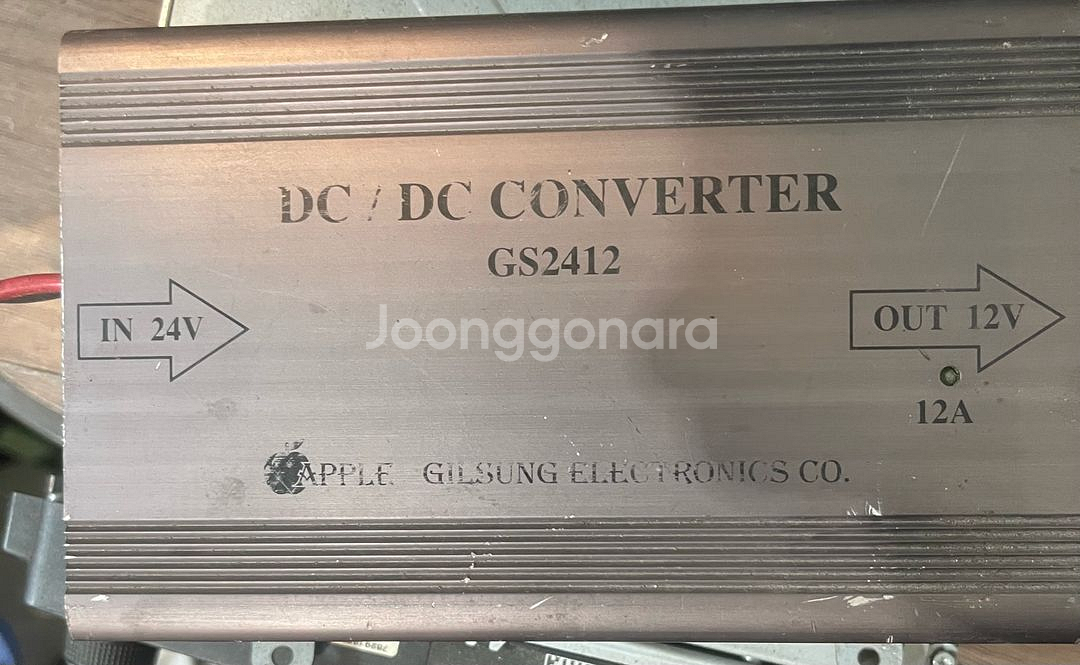 DC / DC CONVERTER
GS2412
IN 24V
Joonggonara
OUT 12V
12A
APPLE GILSUNG ELECTRONICS CO.